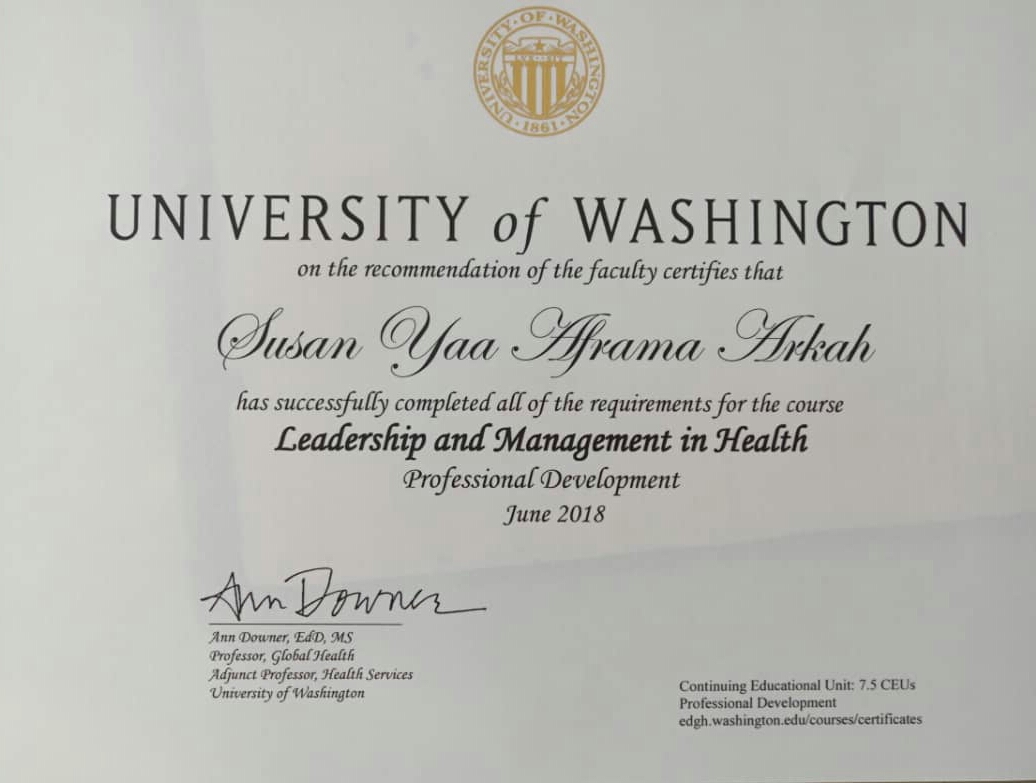 UNIVERSITY·OF·WASHINGTON
LUX SIT
·1861·
UNIVERSITY of WASHINGTON
on the recommendation of the faculty certifies that
Susan Yaa Aframa Arkah
has successfully completed all of the requirements for the course
Leadership and Management in Health
Professional Development
June 2018
Ann Downer
Ann Downer, EdD, MS
Professor, Global Health
Adjunct Professor, Health Services
University of Washington
Continuing Educational Unit: 7.5 CEUs
Professional Development
edgh.washington.edu/courses/certificates